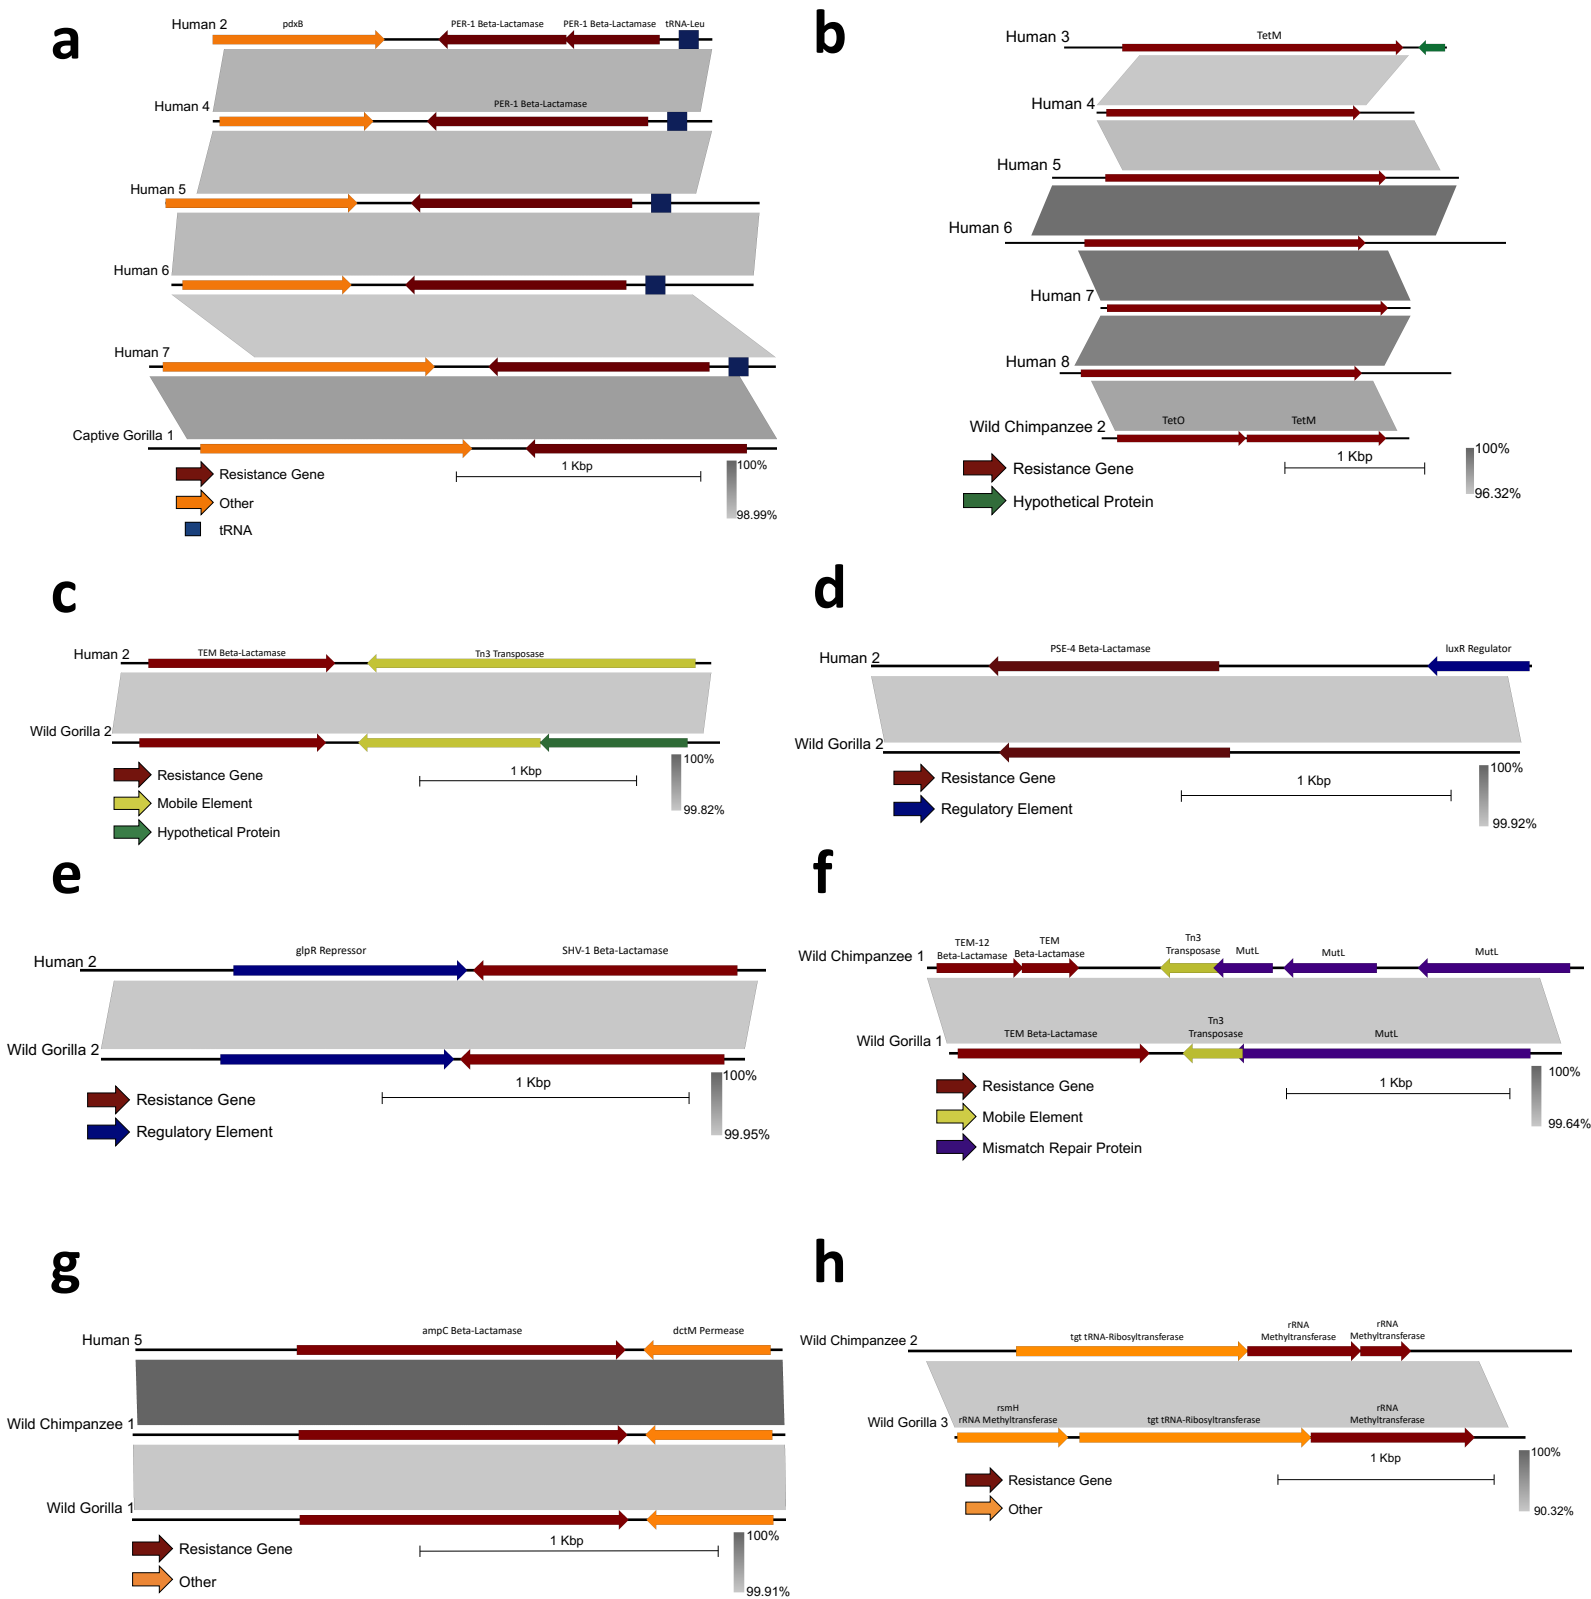 a
Human 2
pdxB
PER-1 Beta-Lactamase
PER-1 Beta-Lactamase
tRNA-Leu
Human 4
PER-1 Beta-Lactamase
Human 5
Human 6
Human 7
Captive Gorilla 1
Resistance Gene
Other
tRNA
1 Kbp
100%
98.99%
b
Human 3
TetM
Human 4
Human 5
Human 6
Human 7
Human 8
Wild Chimpanzee 2
TetO
TetM
Resistance Gene
Hypothetical Protein
1 Kbp
100%
96.32%
c
Human 2
TEM Beta-Lactamase
Tn3 Transposase
Wild Gorilla 2
Resistance Gene
Mobile Element
Hypothetical Protein
1 Kbp
100%
99.82%
d
Human 2
PSE-4 Beta-Lactamase
luxR Regulator
Wild Gorilla 2
Resistance Gene
Regulatory Element
1 Kbp
100%
99.92%
e
Human 2
glpR Repressor
SHV-1 Beta-Lactamase
Wild Gorilla 2
Resistance Gene
Regulatory Element
1 Kbp
100%
99.95%
f
Wild Chimpanzee 1
TEM-12
Beta-Lactamase
TEM
Beta-Lactamase
Tn3
Transposase
MutL
MutL
MutL
Wild Gorilla 1
TEM Beta-Lactamase
Tn3
Transposase
MutL
Resistance Gene
Mobile Element
Mismatch Repair Protein
1 Kbp
100%
99.64%
g
Human 5
ampC Beta-Lactamase
dctM Permease
Wild Chimpanzee 1
Wild Gorilla 1
Resistance Gene
Other
1 Kbp
100%
99.91%
h
Wild Chimpanzee 2
tgt tRNA-Ribosyltransferase
rRNA
Methyltransferase
rRNA
Methyltransferase
Wild Gorilla 3
rsmH
rRNA Methyltransferase
tgt tRNA-Ribosyltransferase
rRNA
Methyltransferase
Resistance Gene
Other
1 Kbp
100%
90.32%